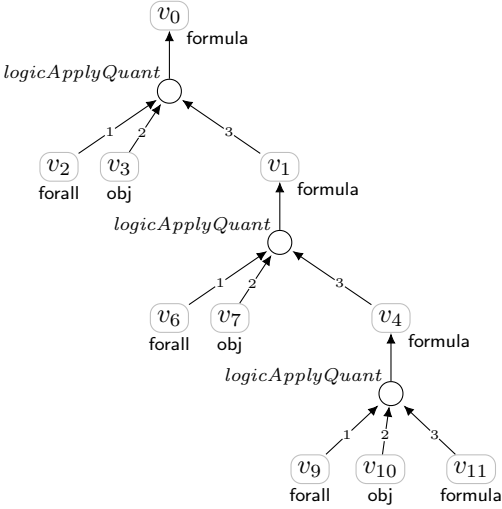 v0
formula
logicApplyQuant
1 2 3
v2 v3 v1
forall obj formula
logicApplyQuant
1 2 3
v6 v7 v4
forall obj formula
logicApplyQuant
1 2 3
v9 v10 v11
forall obj formula